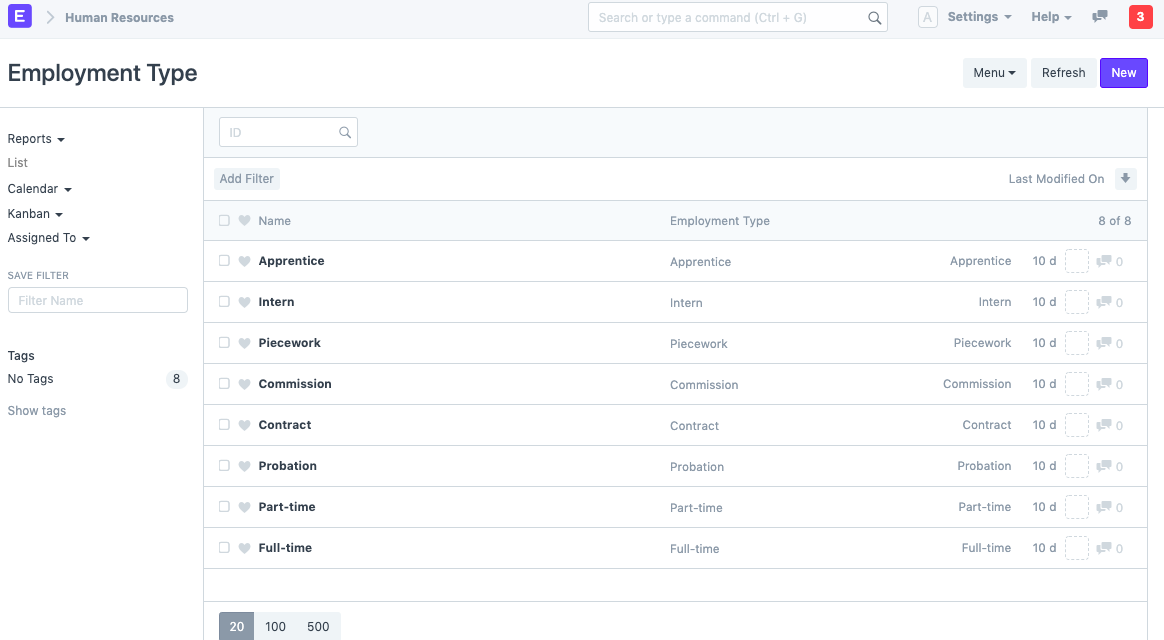 E Human Resources Search or type a command (Ctrl + G) A Settings Help 3
Employment Type Menu Refresh New
Reports
List
Calendar
Kanban
Assigned To
SAVE FILTER
Filter Name
Tags
No Tags 8
Show tags
ID
Add Filter Last Modified On
Name Employment Type 8 of 8
Apprentice Apprentice Apprentice 10 d 0
Intern Intern Intern 10 d 0
Piecework Piecework Piecework 10 d 0
Commission Commission Commission 10 d 0
Contract Contract Contract 10 d 0
Probation Probation Probation 10 d 0
Part-time Part-time Part-time 10 d 0
Full-time Full-time Full-time 10 d 0
20 100 500